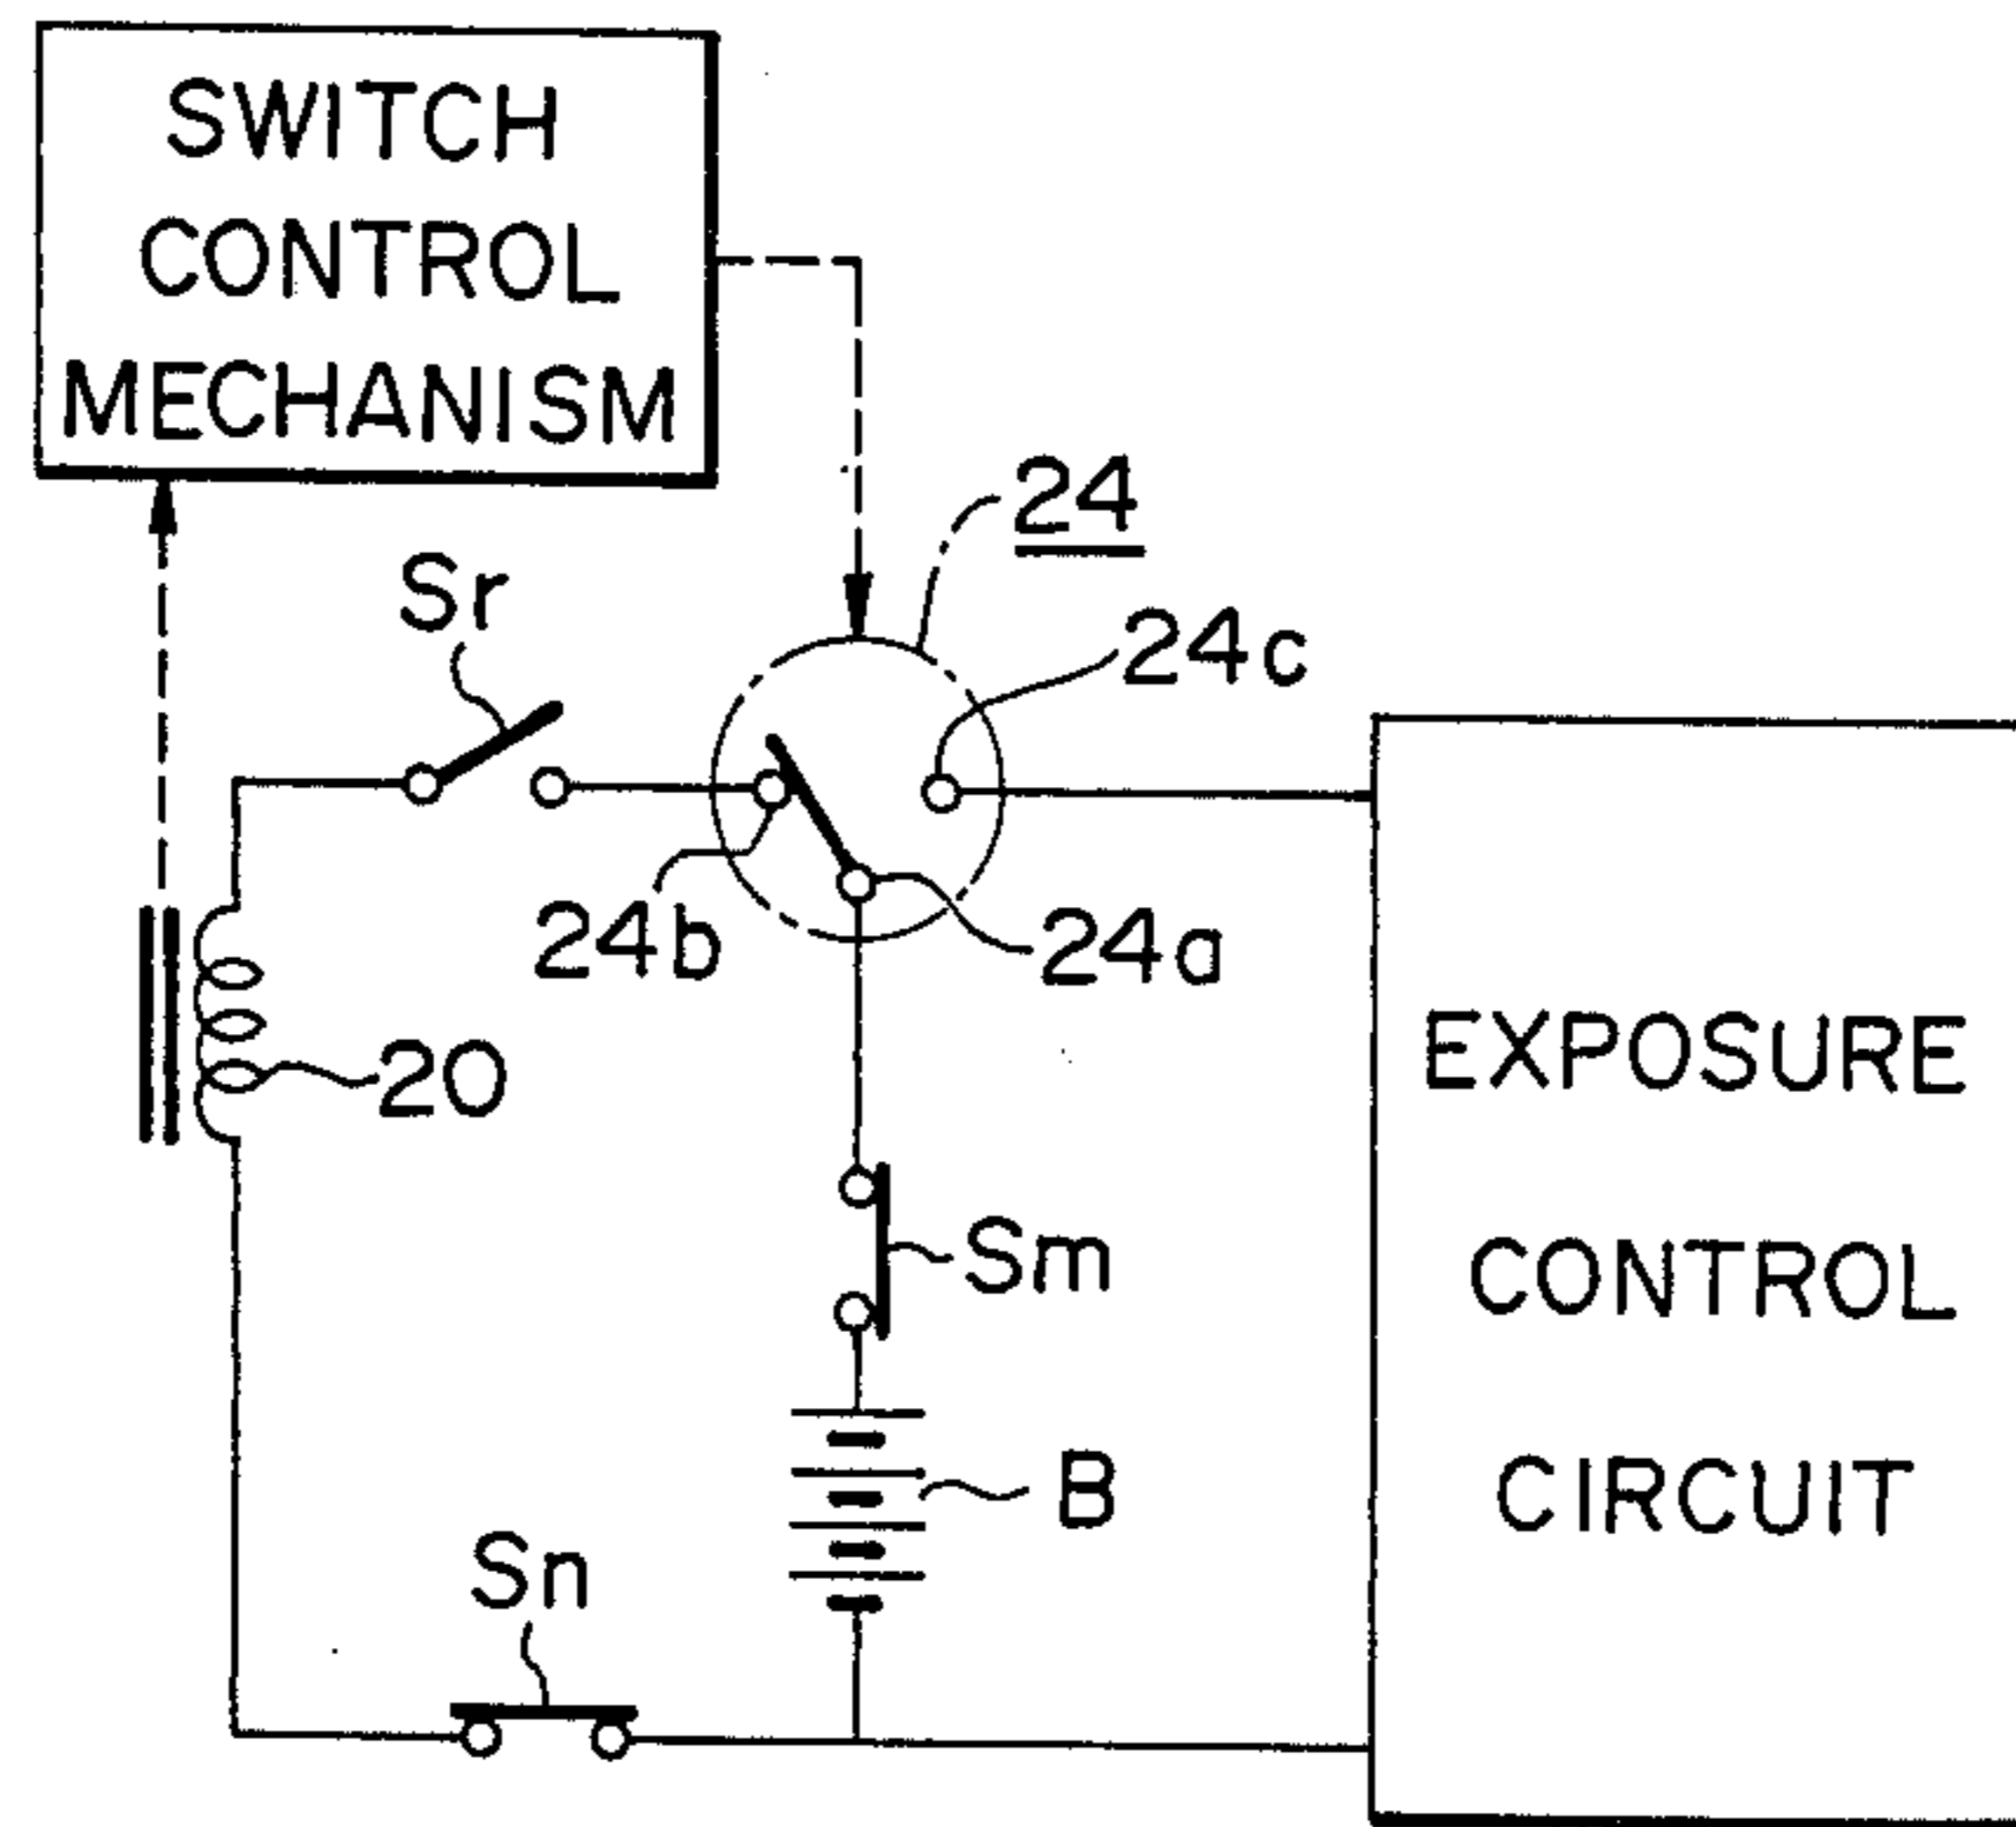 SWITCH
CONTROL
MECHANISM
24
Sr
24c
24b
24a
20
EXPOSURE
CONTROL
CIRCUIT
Sm
B
Sn